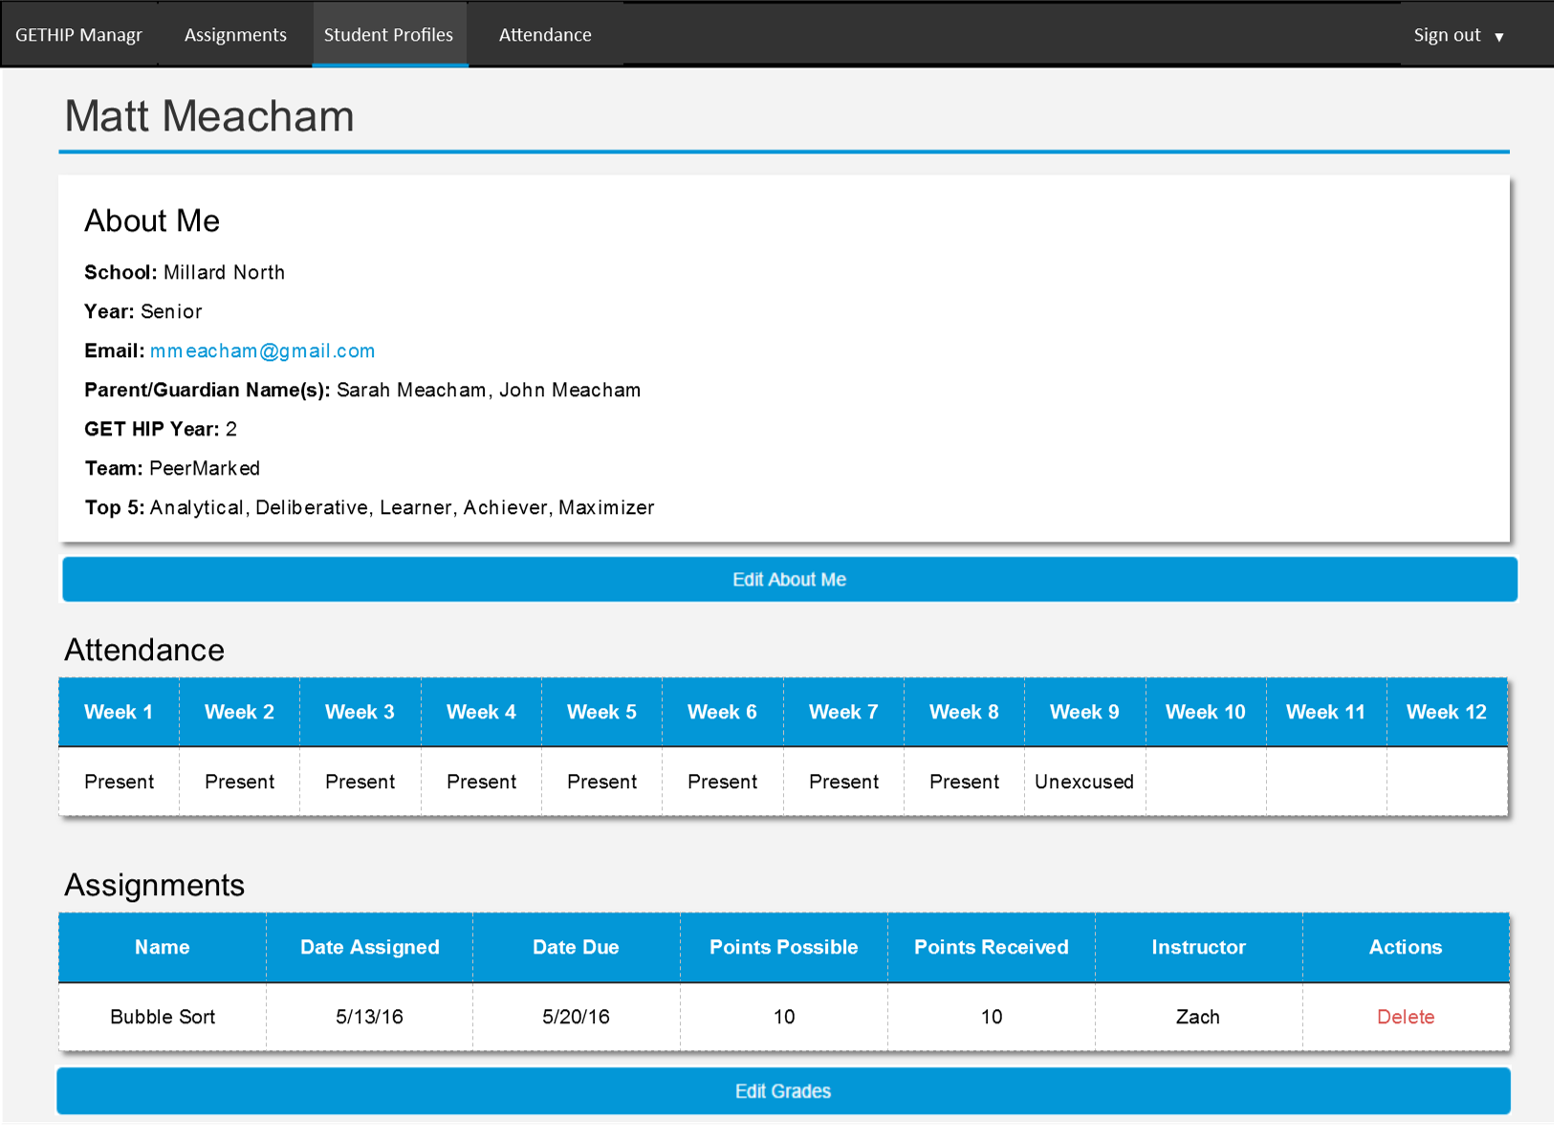 GETHIP Managr Assignments Student Profiles Attendance Sign out ▼
Matt Meacham
About Me
School: Millard North
Year: Senior
Email: mmeacham@gmail.com
Parent/Guardian Name(s): Sarah Meacham, John Meacham
GET HIP Year: 2
Team: PeerMarked
Top 5: Analytical, Deliberative, Learner, Achiever, Maximizer
Edit About Me
Attendance
Week 1 Week 2 Week 3 Week 4 Week 5 Week 6 Week 7 Week 8 Week 9 Week 10 Week 11 Week 12
Present Present Present Present Present Present Present Present Unexcused
Assignments
Name Date Assigned Date Due Points Possible Points Received Instructor Actions
Bubble Sort 5/13/16 5/20/16 10 10 Zach Delete
Edit Grades